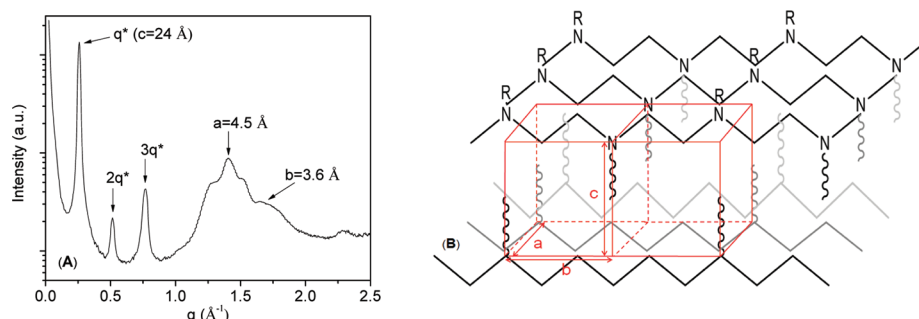 q* (c=24 Å)
2q*
3q*
a=4.5 Å
b=3.6 Å
Intensity (a.u.)
(A)
0.0 0.5 1.0 1.5 2.0 2.5
q (Å⁻¹)
R R
N N
R R
N N N
R R
N N N
N N
c
(B)
a
b